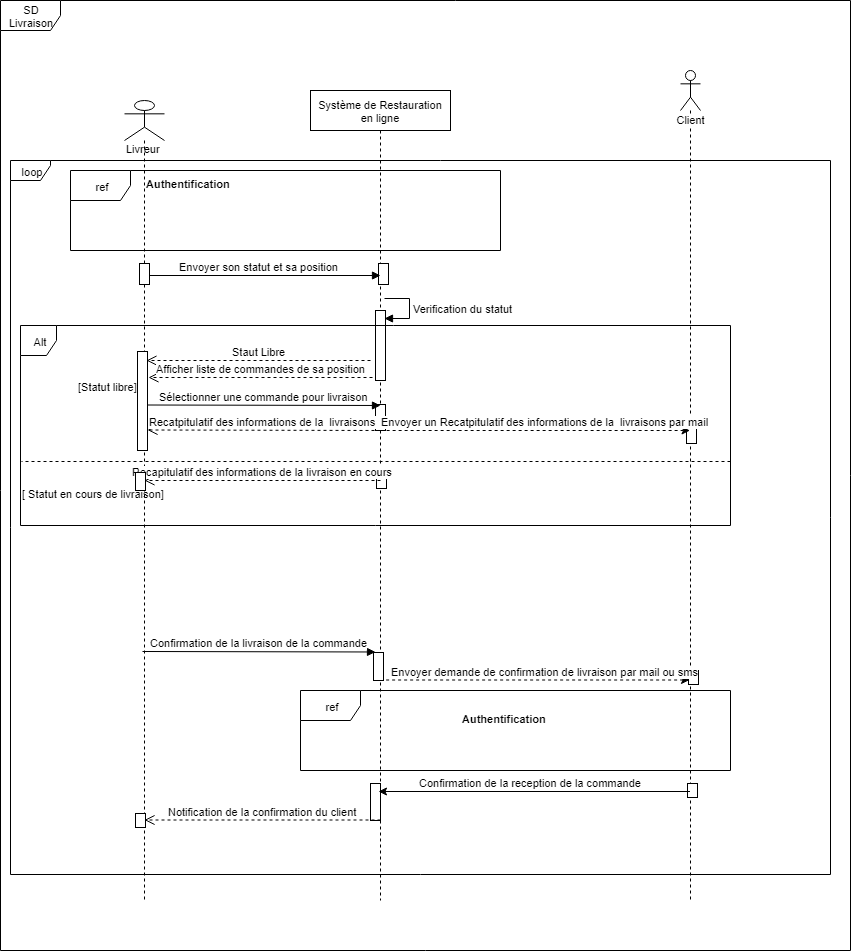 SD
Livraison
Système de Restauration
en ligne
Client
Livreur
loop
ref
Authentification
Envoyer son statut et sa position
Verification du statut
Alt
Staut Libre
Afficher liste de commandes de sa position
[Statut libre]
Sélectionner une commande pour livraison
Recatpitulatif des informations de la livraisons
Envoyer un Recatpitulatif des informations de la livraisons par mail
Recapitulatif des informations de la livraison en cours
[ Statut en cours de livraison]
Confirmation de la livraison de la commande
Envoyer demande de confirmation de livraison par mail ou sms
ref
Authentification
Confirmation de la reception de la commande
Notification de la confirmation du client